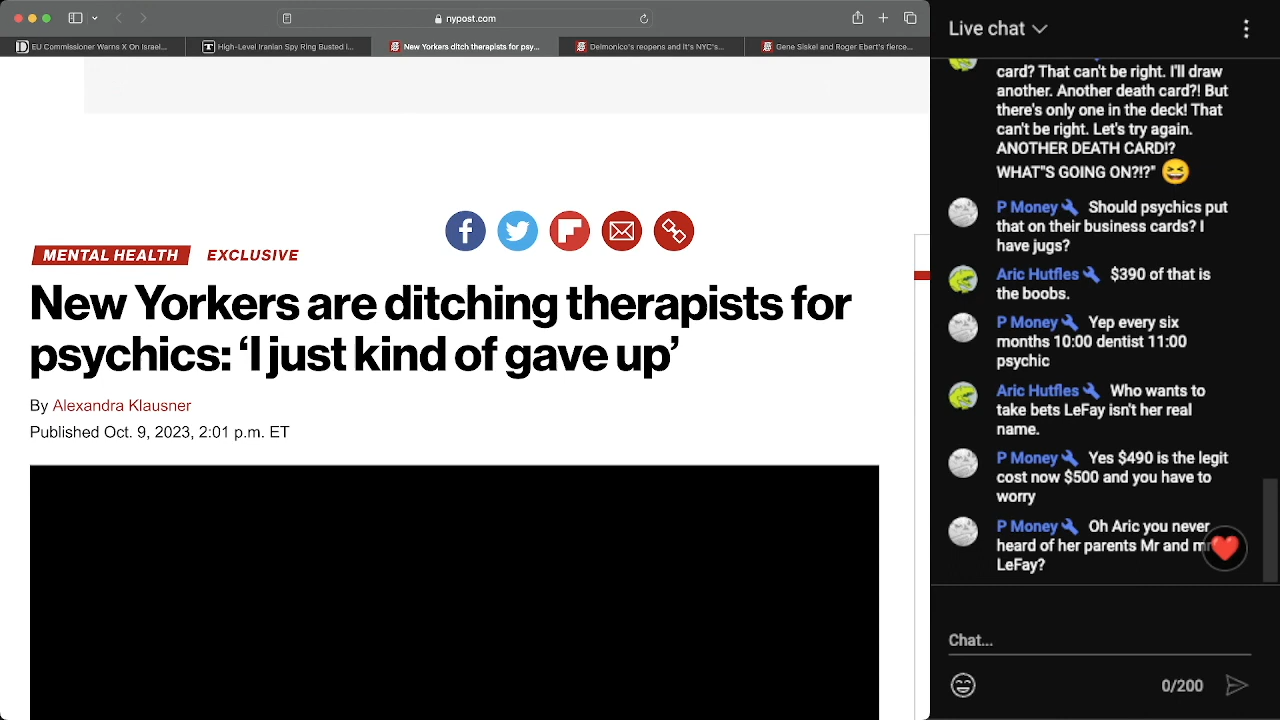 nypost.com
EU Commissioner Warns X On Israel...
High-Level Iranian Spy Ring Busted I...
New Yorkers ditch therapists for psy...
Delmonico's reopens and it's NYC's...
Gene Siskel and Roger Ebert's fierce...
MENTAL HEALTH EXCLUSIVE
New Yorkers are ditching therapists for
psychics: ‘I just kind of gave up’
By Alexandra Klausner
Published Oct. 9, 2023, 2:01 p.m. ET
Live chat
card? That can't be right. I'll draw
another. Another death card?! But
there's only one in the deck! That
can't be right. Let's try again.
ANOTHER DEATH CARD!?
WHAT"S GOING ON?!?" 😆
P Money Should psychics put
that on their business cards? I
have jugs?
Aric Hutfles $390 of that is
the boobs.
P Money Yep every six
months 10:00 dentist 11:00
psychic
Aric Hutfles Who wants to
take bets LeFay isn't her real
name.
P Money Yes $490 is the legit
cost now $500 and you have to
worry
P Money Oh Aric you never
heard of her parents Mr and
LeFay?
Chat...
0/200